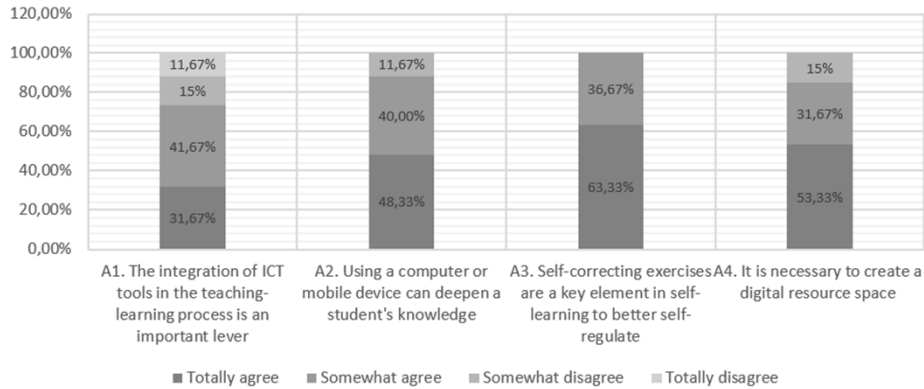 120,00%
100,00%
80,00%
60,00%
40,00%
20,00%
0,00%
11,67%
15%
41,67%
31,67%
11,67%
40,00%
48,33%
36,67%
63,33%
15%
31,67%
53,33%
A1. The integration of ICT
tools in the teaching-
learning process is an
important lever
A2. Using a computer or
mobile device can deepen a
student's knowledge
A3. Self-correcting exercises
are a key element in self-
learning to better self-
regulate
A4. It is necessary to create a
digital resource space
Totally agree
Somewhat agree
Somewhat disagree
Totally disagree